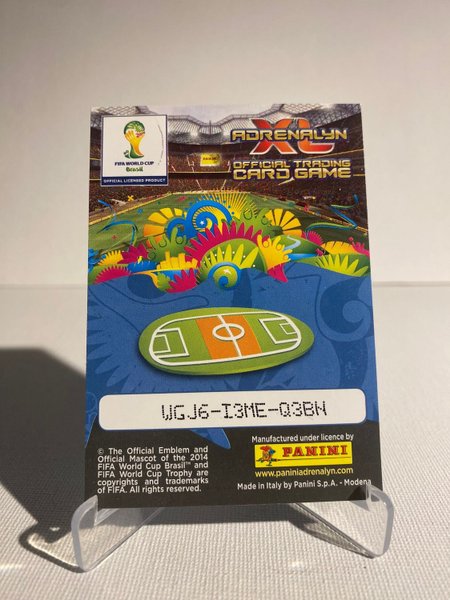 FIFA WORLD CUP
Brasil
OFFICIAL LICENSED PRODUCT
ADRENALYN
XL
OFFICIAL TRADING
CARD GAME
PANINI
WGJ6-I3ME-Q3BN
© The Official Emblem and
Official Mascot of the 2014
FIFA World Cup Brasil™ and
FIFA World Cup Trophy are
copyrights and trademarks
of FIFA. All rights reserved.
Manufactured under licence by
PANINI
www.paniniadrenalyn.com
Made in Italy by Panini S.p.A. - Modena